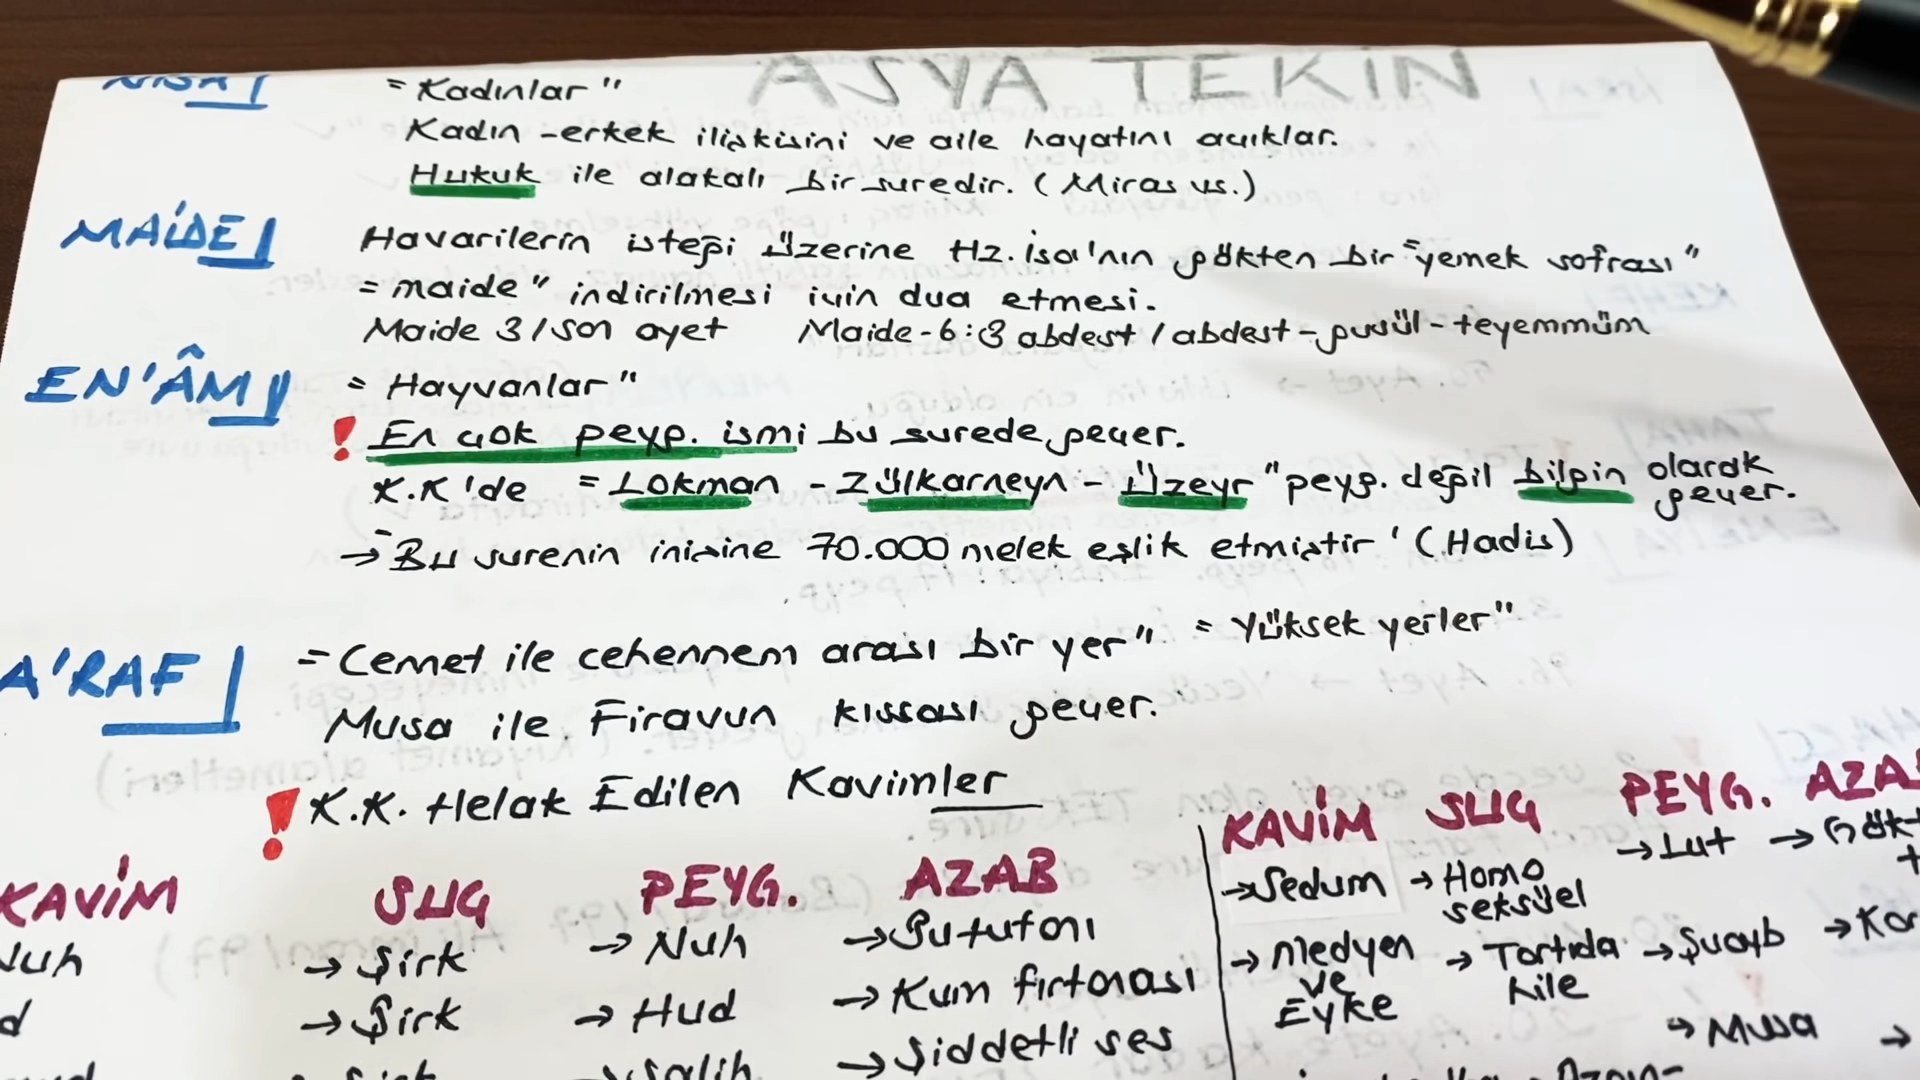 ASYA TEKİN
NİSA
"Kadınlar"
Kadın-erkek ilişkisini ve aile hayatını açıklar.
Hukuk ile alakalı bir suredir. (Miras vs.)
MAİDE
Havarilerin isteği üzerine Hz. İsa'nın gökten bir "yemek sofrası"
"maide" indirilmesi için dua etmesi.
Maide 3/son ayet Maide-6: abdest / abdest-gusül-teyemmüm
EN'ÂM
"Hayvanlar"
! En çok peyg. ismi bu surede geçer.
K.K'de "Lokman - Zülkarneyn - Üzeyr" peyg. değil bilgin olarak geçer.
→ Bu surenin inişine 70.000 melek eşlik etmiştir' (Hadis)
A'RAF
"Cennet ile cehennem arası bir yer" "Yüksek yerler"
Musa ile Firavun kıssası geçer.
! K.K. Helak Edilen Kavimler
KAVİM SUÇ PEYG. AZAB
Nuh → Şirk → Nuh → Su tufanı
→ Şirk → Hud → Kum fırtınası
Salih → Şiddetli ses
KAVİM SUÇ PEYG.
→ Sedum → Homo seksüel → Lut →
→ Medyen ve Eyke → Tartıda hile → Şuayb →
→ Musa →